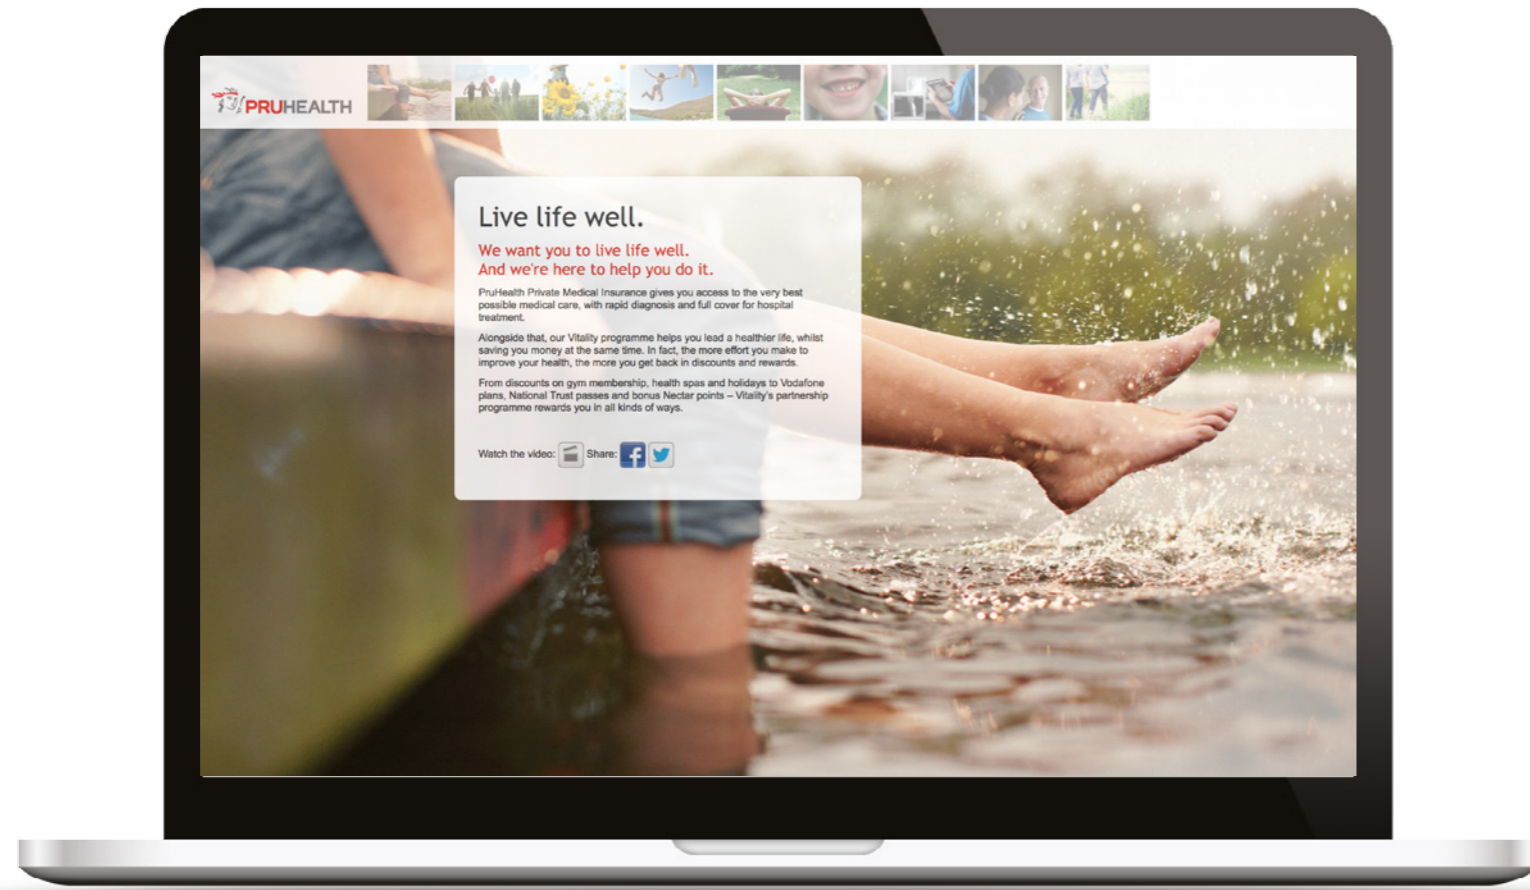 PRUHEALTH
Live life well.
We want you to live life well.
And we're here to help you do it.
PruHealth Private Medical Insurance gives you access to the very best
possible medical care, with rapid diagnosis and full cover for hospital
treatment.
Alongside that, our Vitality programme helps you lead a healthier life, whilst
saving you money at the same time. In fact, the more effort you make to
improve your health, the more you get back in discounts and rewards.
From discounts on gym membership, health spas and holidays to Vodafone
plans, National Trust passes and bonus Nectar points – Vitality's partnership
programme rewards you in all kinds of ways.
Watch the video: Share: